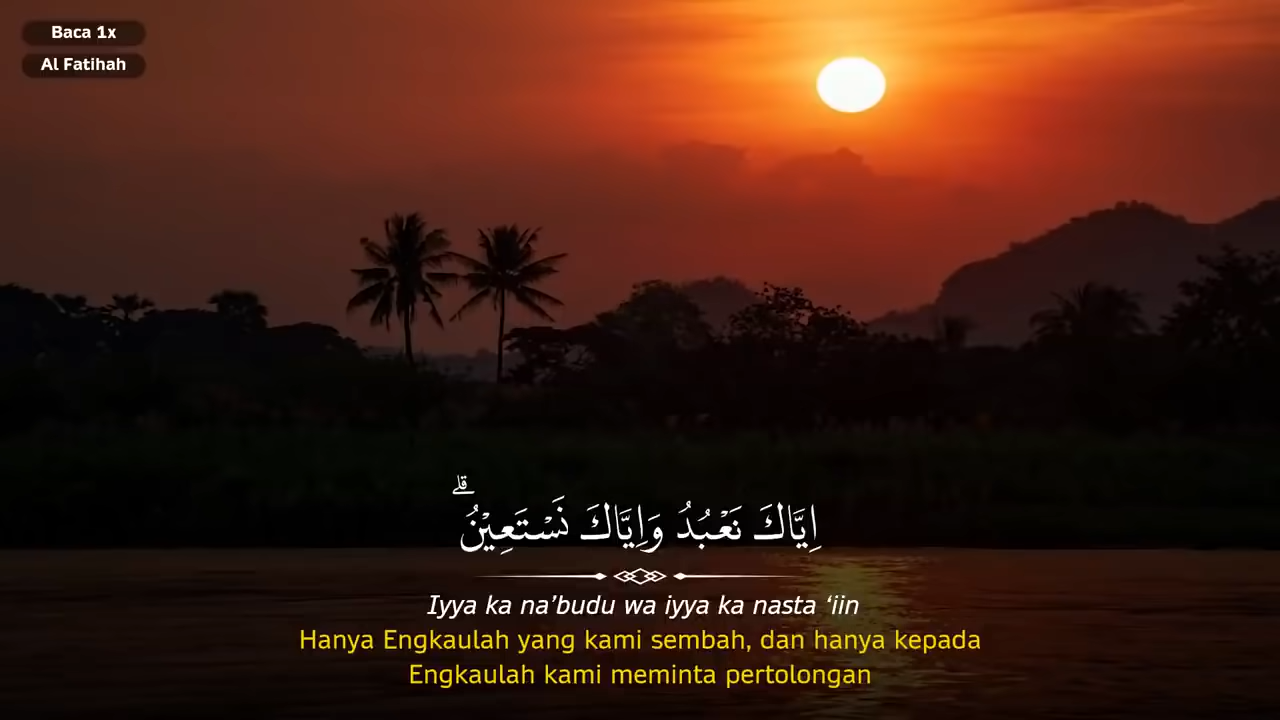 Baca 1x
Al Fatihah
اِيَّاكَ نَعْبُدُ وَاِيَّاكَ نَسْتَعِيْنُۗ
Iyya ka na’budu wa iyya ka nasta ‘iin
Hanya Engkaulah yang kami sembah, dan hanya kepada
Engkaulah kami meminta pertolongan